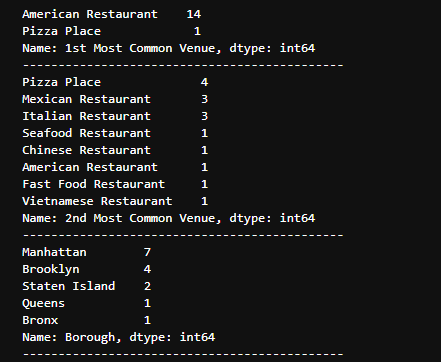 American Restaurant    14
Pizza Place             1
Name: 1st Most Common Venue, dtype: int64
---------------------------------------------
Pizza Place              4
Mexican Restaurant       3
Italian Restaurant       3
Seafood Restaurant       1
Chinese Restaurant       1
American Restaurant      1
Fast Food Restaurant     1
Vietnamese Restaurant    1
Name: 2nd Most Common Venue, dtype: int64
---------------------------------------------
Manhattan        7
Brooklyn         4
Staten Island    2
Queens           1
Bronx            1
Name: Borough, dtype: int64
---------------------------------------------